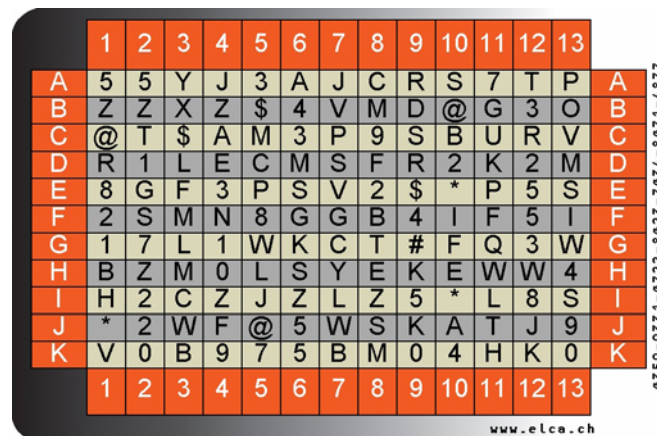 1 2 3 4 5 6 7 8 9 10 11 12 13
A 5 5 Y J 3 A J C R S 7 T P A
B Z Z X Z $ 4 V M D @ G 3 O B
C @ T $ A M 3 P 9 S B U R V C
D R 1 L E C M S F R 2 K 2 M D
E 8 G F 3 P S V 2 $ * P 5 S E
F 2 S M N 8 G G B 4 I F 5 I F
G 1 7 L 1 W K C T # F Q 3 W G
H B Z M 0 L S Y E K E W W 4 H
I H 2 C Z J Z L Z 5 * L 8 S I
J * 2 W F @ 5 W S K A T J 9 J
K V 0 B 9 7 5 B M 0 4 H K 0 K
1 2 3 4 5 6 7 8 9 10 11 12 13
www.elca.ch